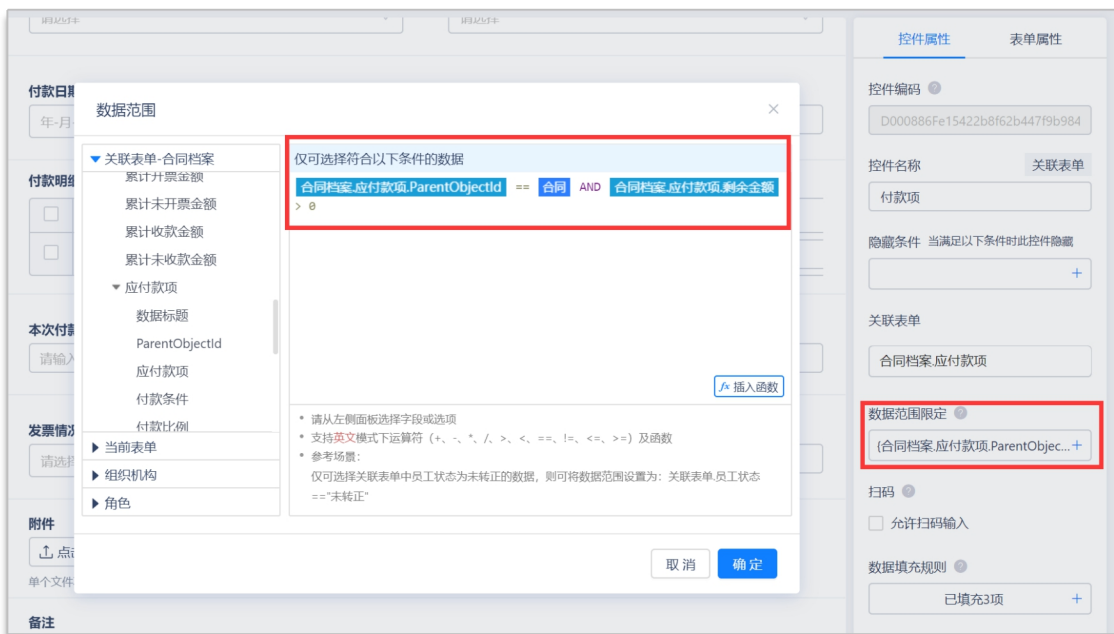 请选择
请选择
付款日期
年-月-
付款明细
本次付款
请输入
发票情况
请选择
附件
点击
单个文件
备注
数据范围
关联表单-合同档案
累计开票金额
累计未开票金额
累计收款金额
累计未收款金额
应付款项
数据标题
ParentObjectId
应付款项
付款条件
付款比例
当前表单
组织机构
角色
仅可选择符合以下条件的数据
合同档案.应付款项.ParentObjectId == 合同 AND 合同档案.应付款项.剩余金额
> 0
fx 插入函数
请从左侧面板选择字段或选项
支持英文模式下运算符（+、-、*、/、>、<、==、!=、<=、>=）及函数
参考场景：
仅可选择关联表单中员工状态为未转正的数据，则可将数据范围设置为：关联表单.员工状态
=="未转正"
取 消
确 定
控件属性
表单属性
控件编码
D000886Fe15422b8f62b447f9b984
控件名称
关联表单
付款项
隐藏条件 当满足以下条件时此控件隐藏
关联表单
合同档案.应付款项
数据范围限定
{合同档案.应付款项.ParentObjec...
扫码
允许扫码输入
数据填充规则
已填充3项